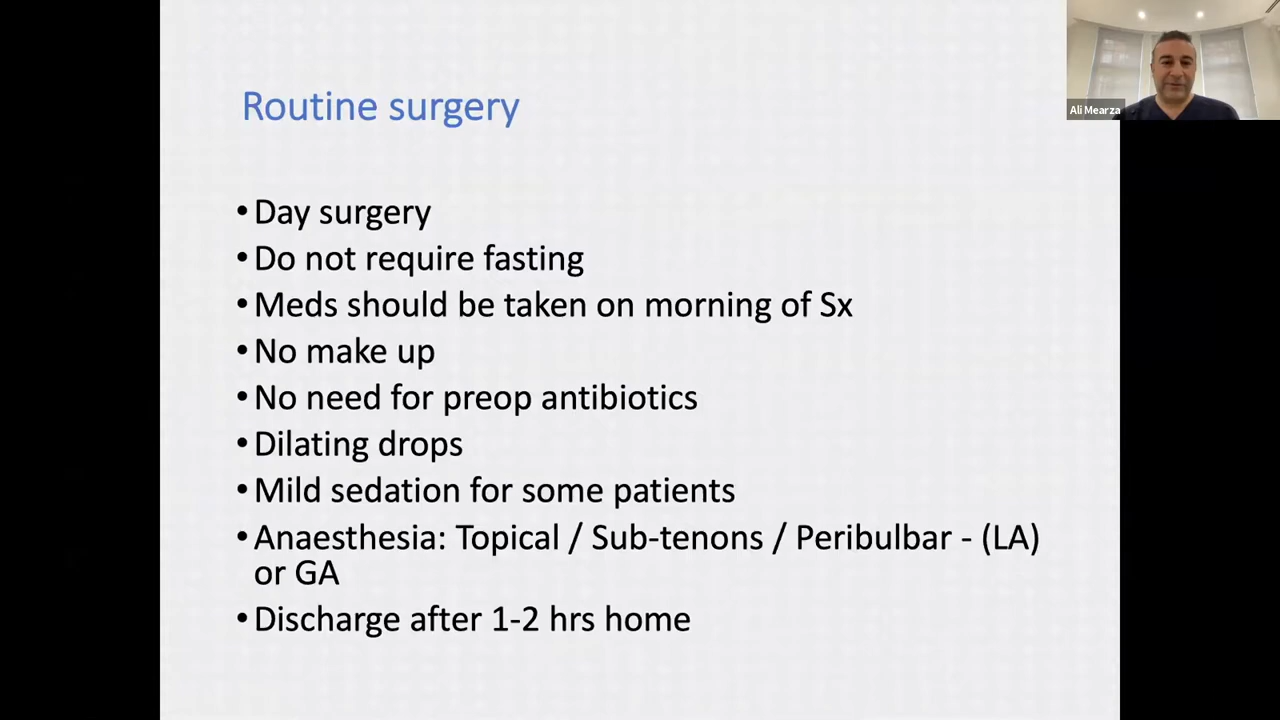 Ali Mearza
Routine surgery
•Day surgery
•Do not require fasting
•Meds should be taken on morning of Sx
•No make up
•No need for preop antibiotics
•Dilating drops
•Mild sedation for some patients
•Anaesthesia: Topical / Sub-tenons / Peribulbar - (LA)
or GA
•Discharge after 1-2 hrs home